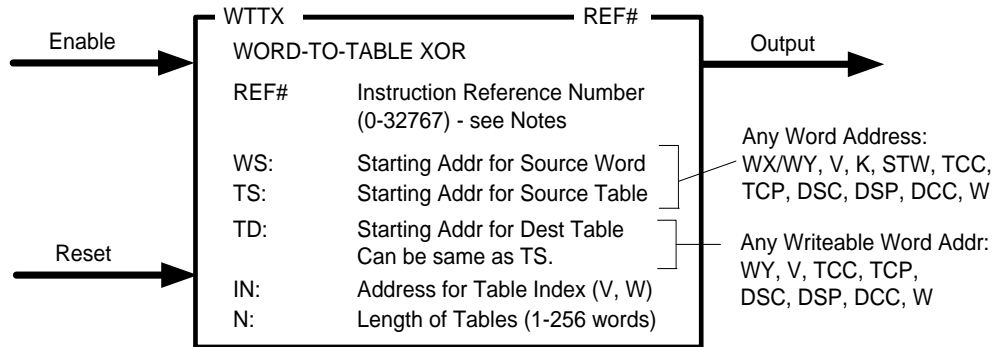 WTTX REF#
Enable
WORD-TO-TABLE XOR
Output
REF# Instruction Reference Number
(0-32767) - see Notes
WS: Starting Addr for Source Word
TS: Starting Addr for Source Table
Any Word Address:
WX/WY, V, K, STW, TCC,
TCP, DSC, DSP, DCC, W
TD: Starting Addr for Dest Table
Can be same as TS.
Reset
Any Writeable Word Addr:
WY, V, TCC, TCP,
DSC, DSP, DCC, W
IN: Address for Table Index (V, W)
N: Length of Tables (1-256 words)